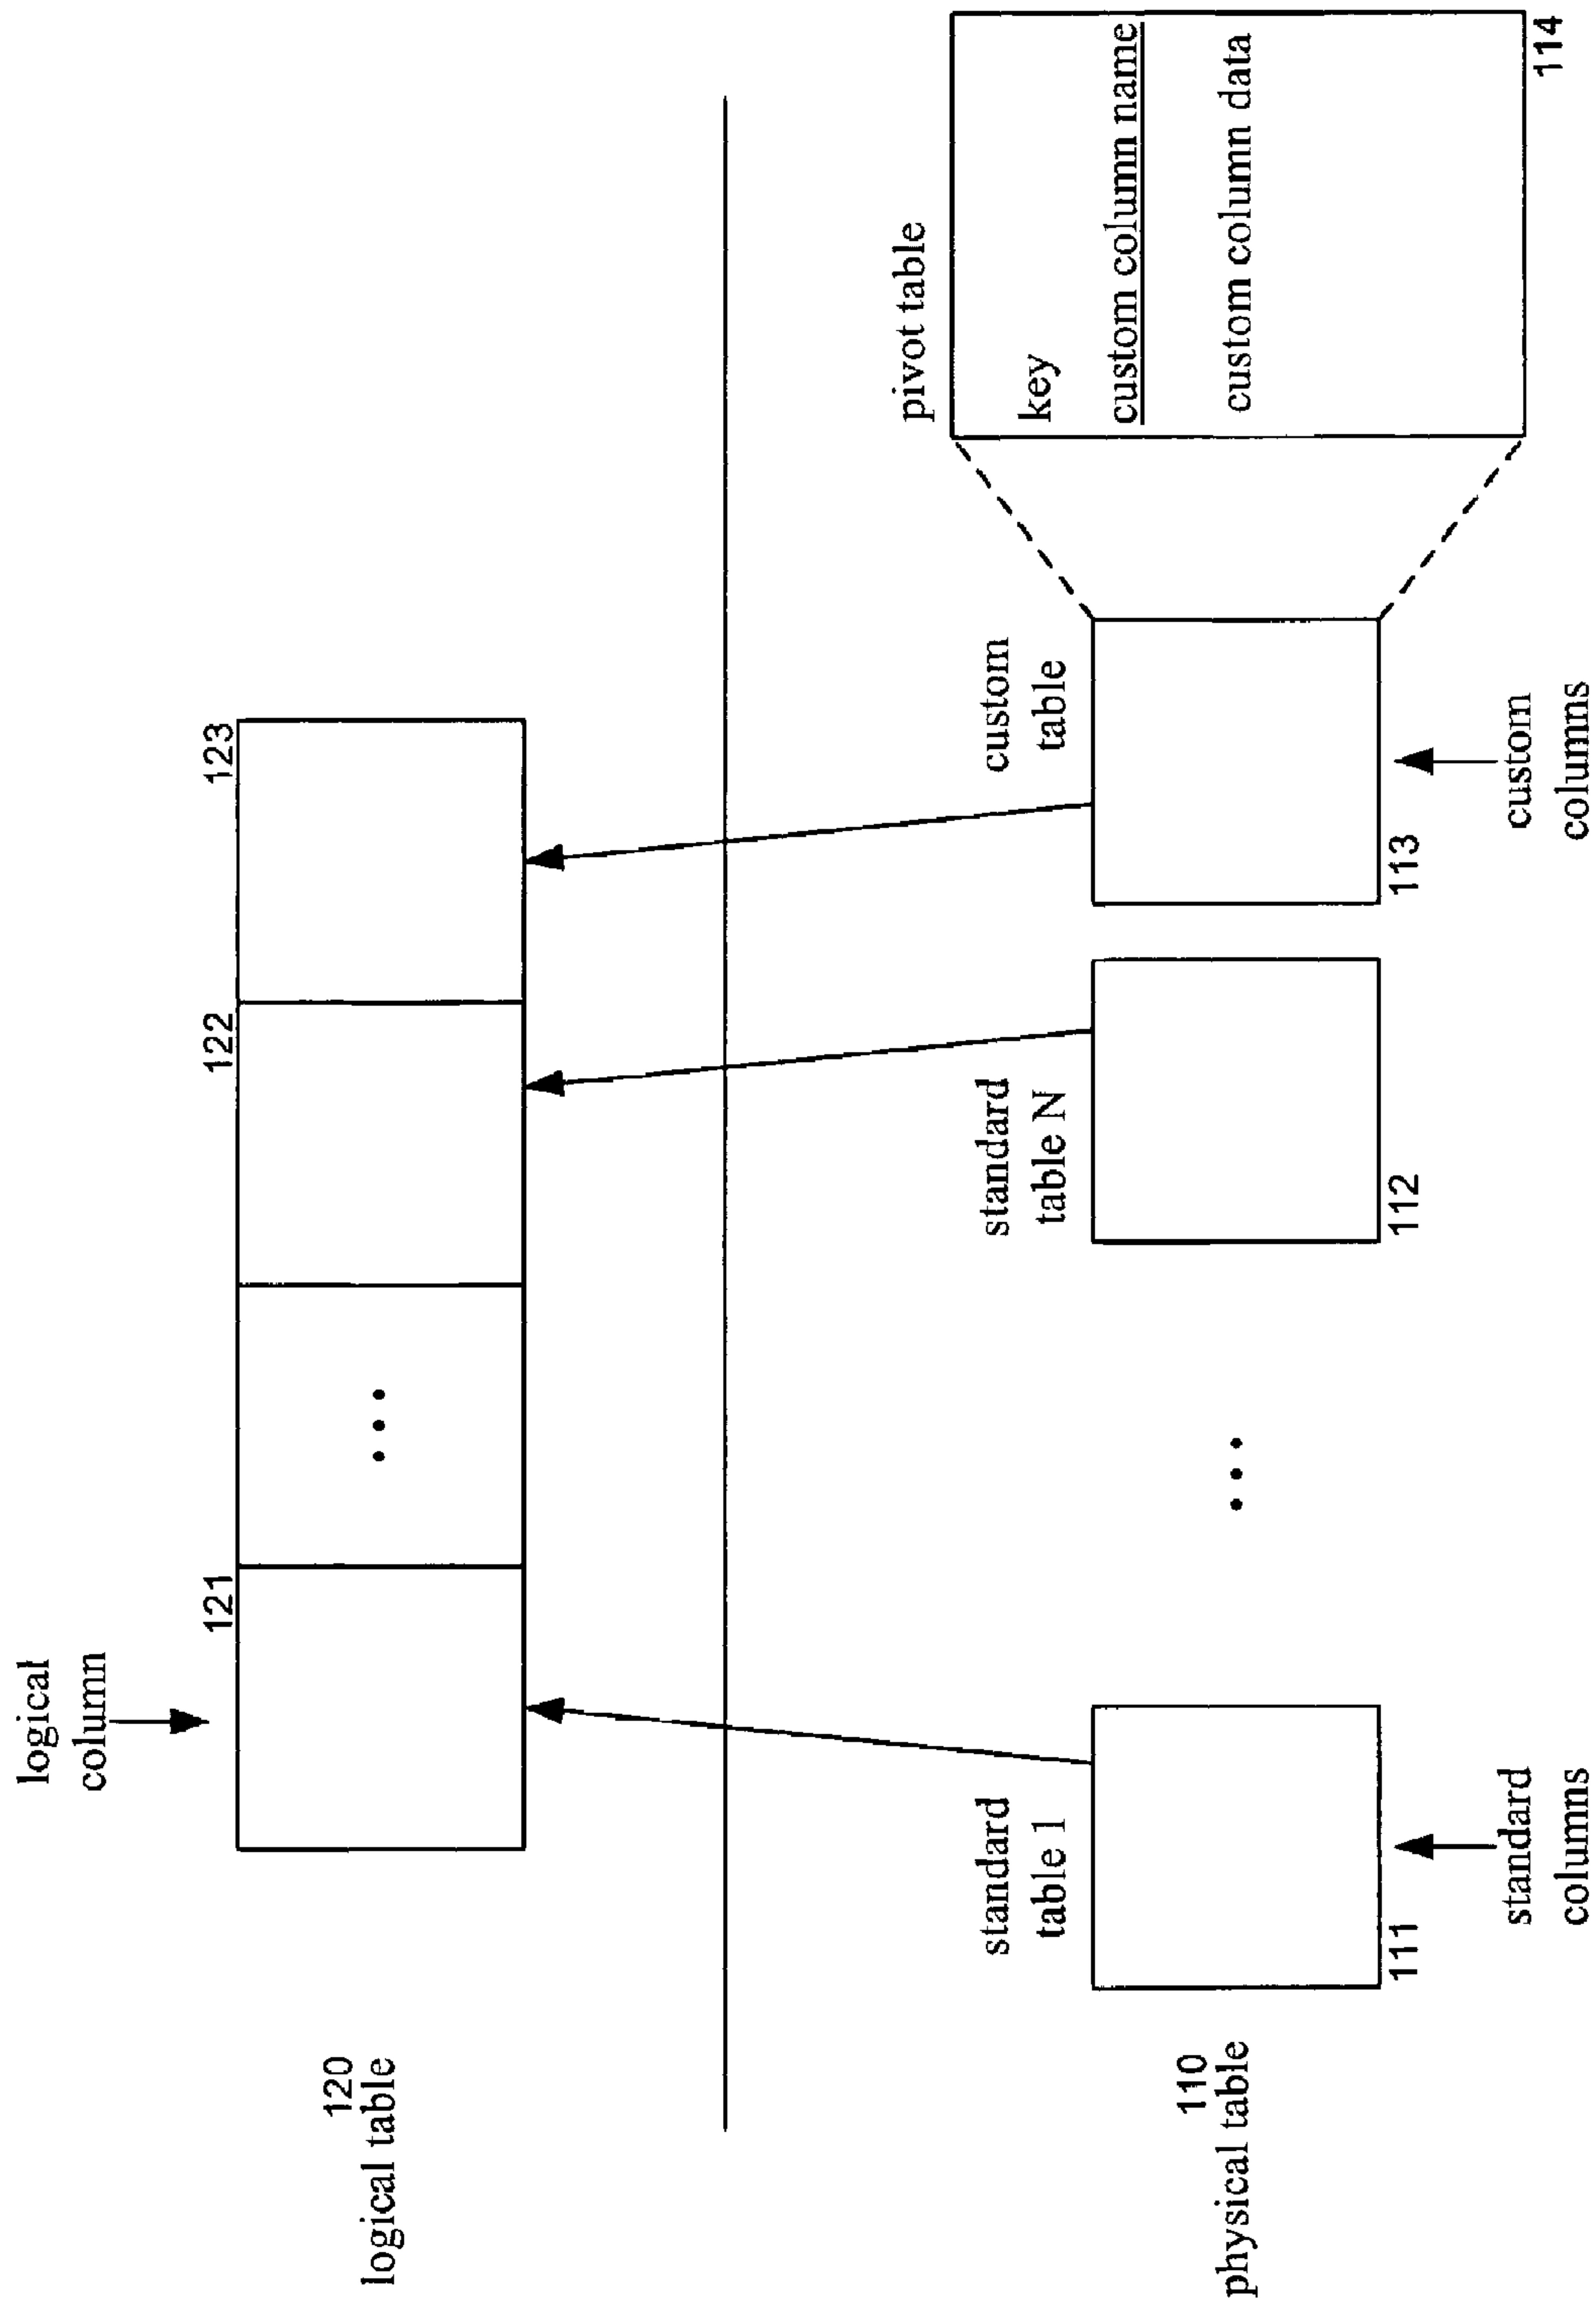 logical
column
121
122
123
120
logical table
pivot table
key
custom column name
custom column data
114
standard
table 1
standard
table N
custom
table
111
112
113
110
physical table
standard
columns
custom
columns